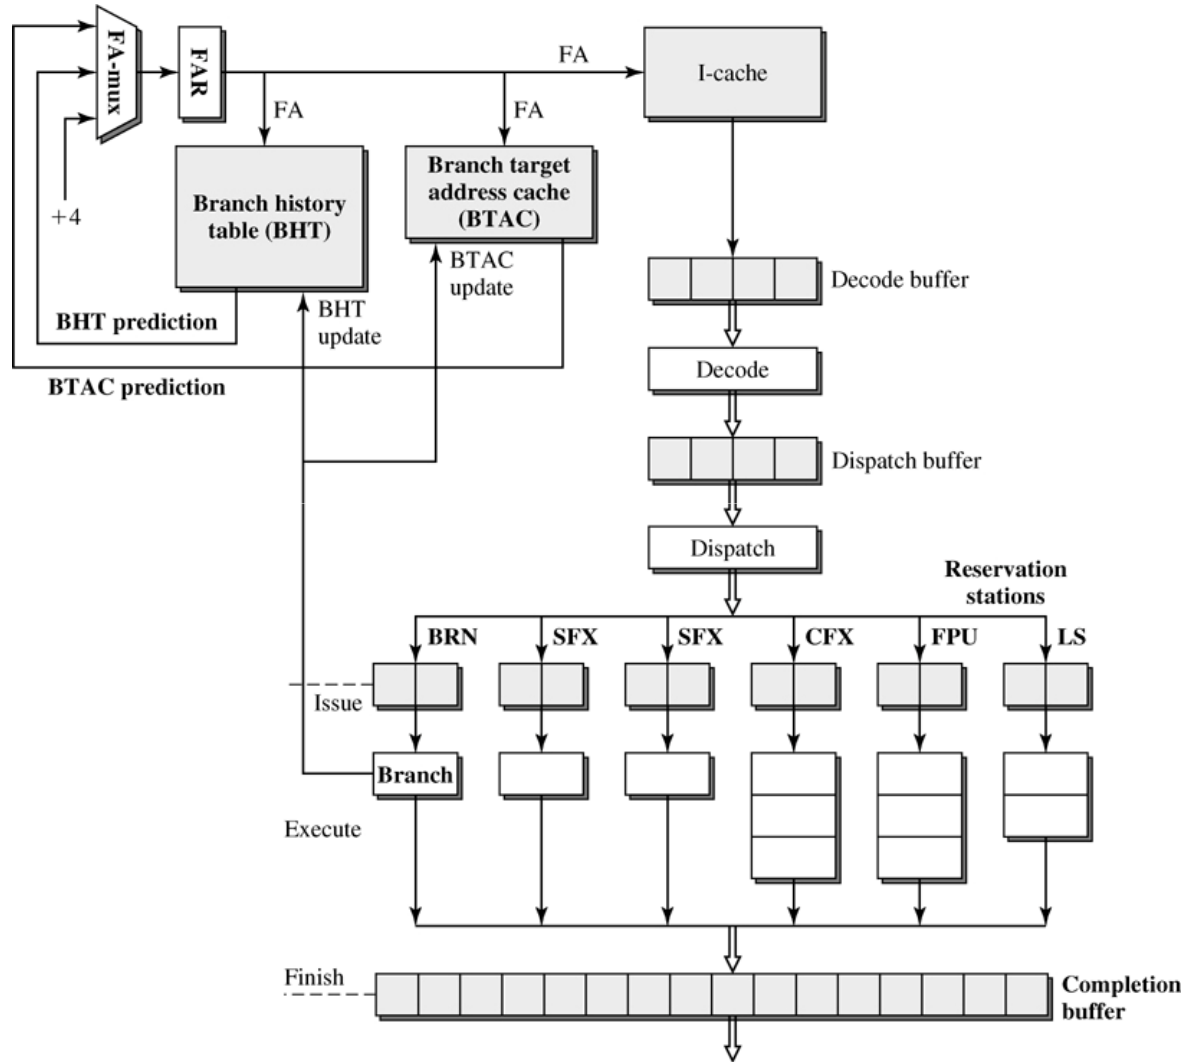 FA-mux
FAR
FA
I-cache
FA
FA
+4
Branch history
table (BHT)
Branch target
address cache
(BTAC)
BHT prediction
BHT
update
BTAC
update
BTAC prediction
Decode buffer
Decode
Dispatch buffer
Dispatch
Reservation
stations
BRN
SFX
SFX
CFX
FPU
LS
Issue
Branch
Execute
Finish
Completion
buffer